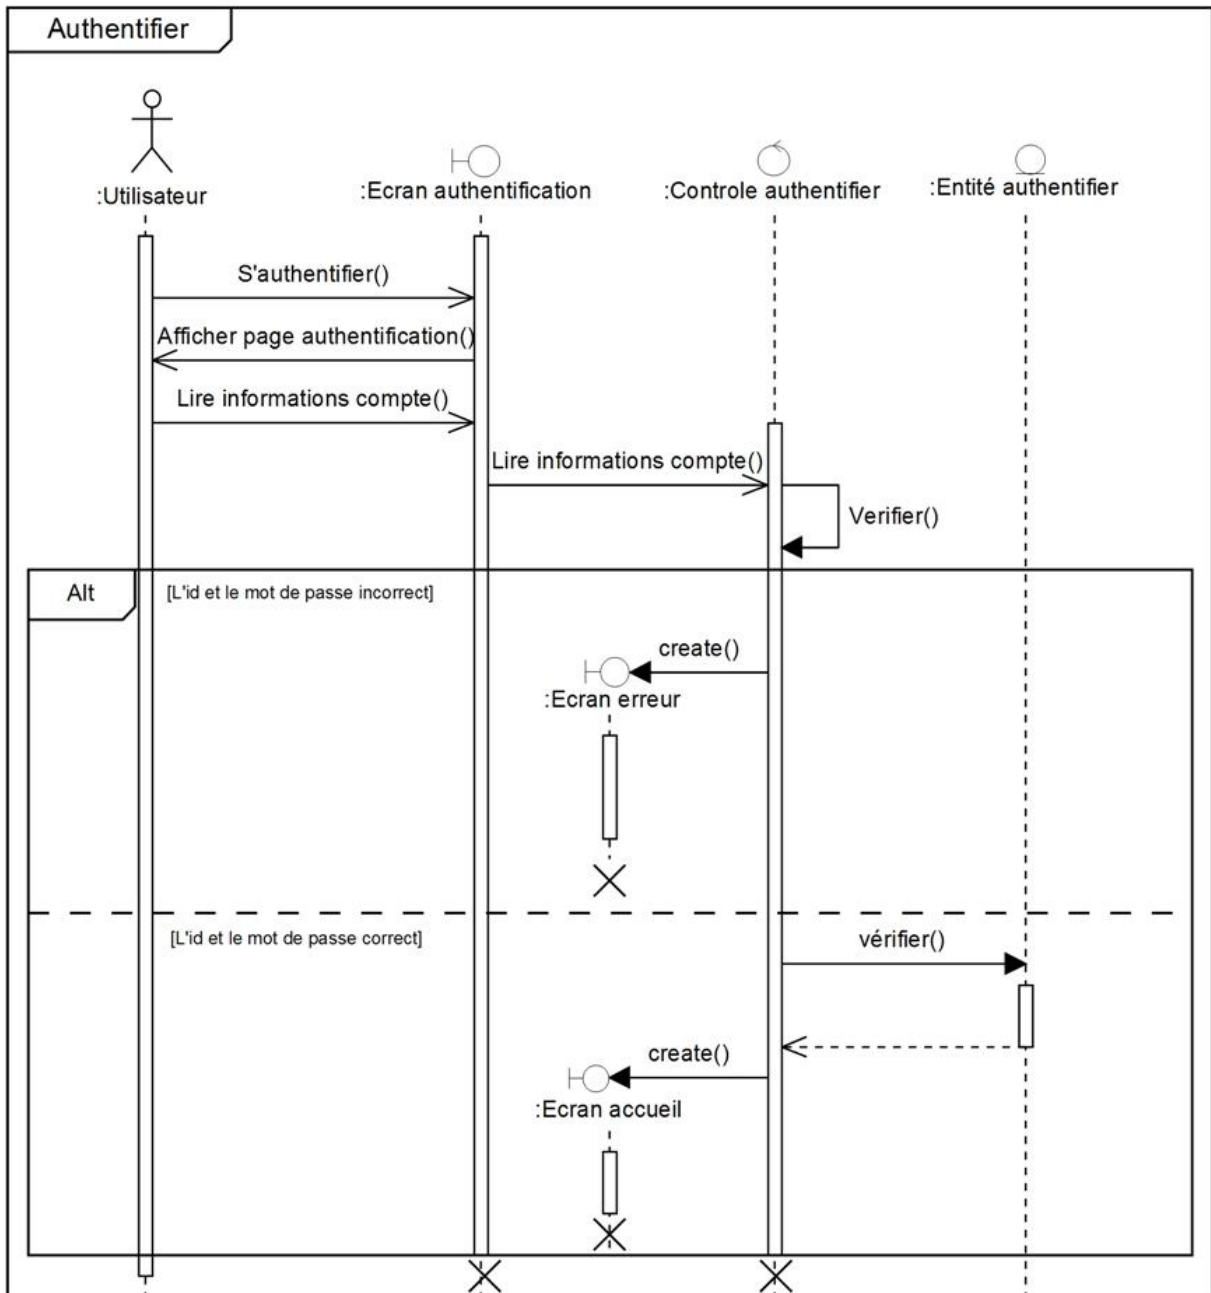 Authentifier
:Utilisateur
:Ecran authentification
:Controle authentifier
:Entité authentifier
S'authentifier()
Afficher page authentification()
Lire informations compte()
Lire informations compte()
Verifier()
Alt
[L'id et le mot de passe incorrect]
create()
:Ecran erreur
[L'id et le mot de passe correct]
vérifier()
create()
:Ecran accueil